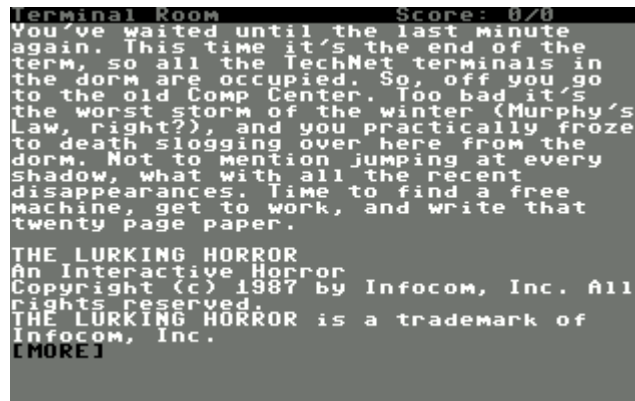 Terminal Room Score: 0/0
You've waited until the last minute
again. This time it's the end of the
term, so all the TechNet terminals in
the dorm are occupied. So, off you go
to the old Comp Center. Too bad it's
the worst storm of the winter (Murphy's
Law, right?), and you practically froze
to death slogging over here from the
dorm. Not to mention jumping at every
shadow, what with all the recent
disappearances. Time to find a free
machine, get to work, and write that
twenty page paper.
THE LURKING HORROR
An Interactive Horror
Copyright (c) 1987 by Infocom, Inc. All
rights reserved.
THE LURKING HORROR is a trademark of
Infocom, Inc.
[MORE]